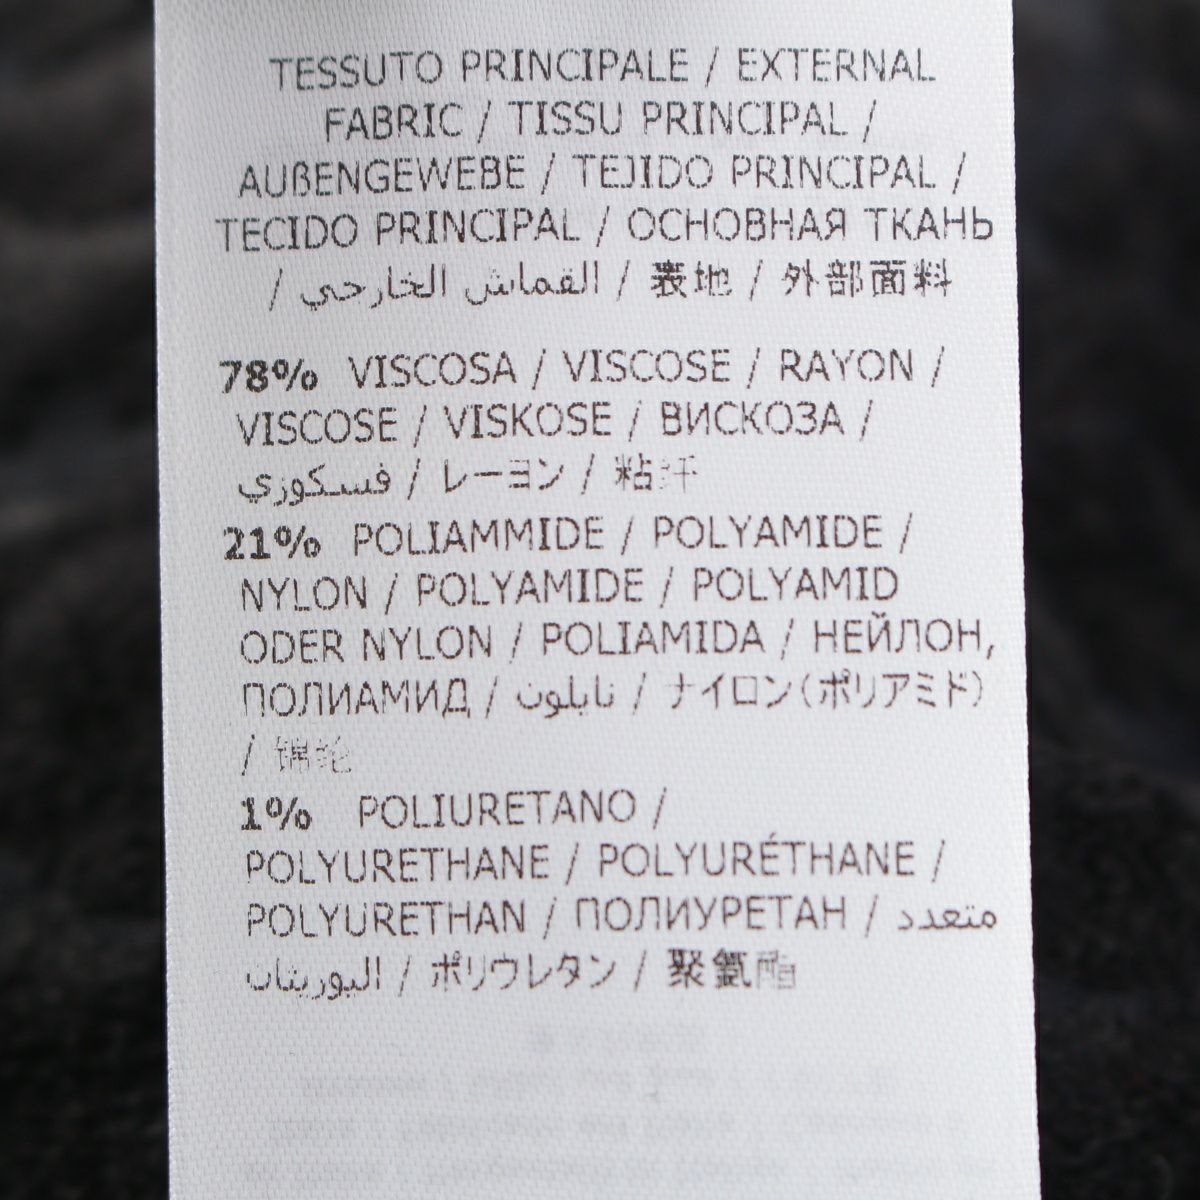 TESSUTO PRINCIPALE / EXTERNAL
FABRIC / TISSU PRINCIPAL /
AUßENGEWEBE / TEJIDO PRINCIPAL /
TECIDO PRINCIPAL / ОСНОВНАЯ ТКАНЬ
/ القماش الخارجي / 表地 / 外部面料
78% VISCOSA / VISCOSE / RAYON /
VISCOSE / VISKOSE / ВИСКОЗА /
فسكوزي / レーヨン / 粘纤
21% POLIAMMIDE / POLYAMIDE /
NYLON / POLYAMIDE / POLYAMID
ODER NYLON / POLIAMIDA / НЕЙЛОН,
ПОЛИАМИД / نايلون / ナイロン(ポリアミド)
/ 锦纶
1% POLIURETANO /
POLYURETHANE / POLYURÉTHANE /
POLYURETHAN / ПОЛИУРЕТАН / متعدد
اليوريثان / ポリウレタン / 聚氨酯